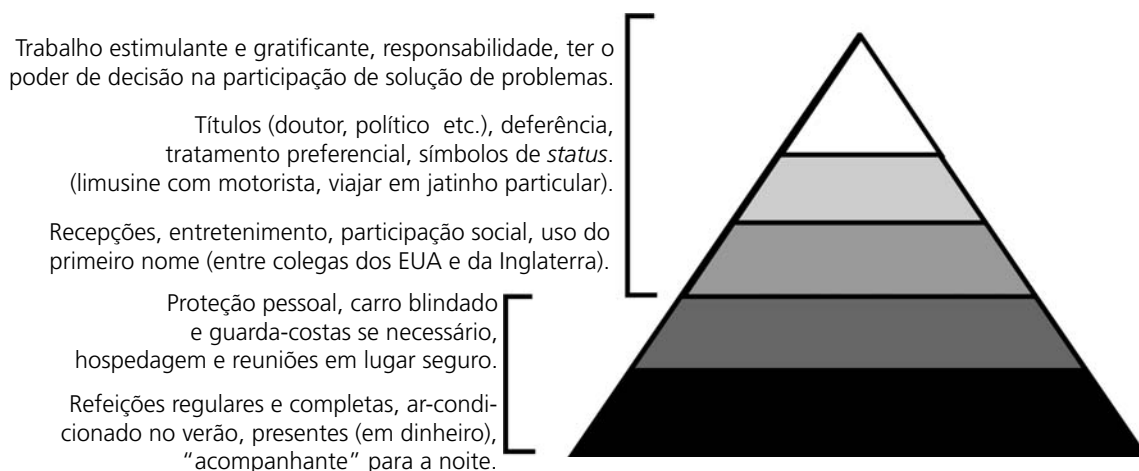 Trabalho estimulante e gratificante, responsabilidade, ter o
poder de decisão na participação de solução de problemas.
Títulos (doutor, político etc.), deferência,
tratamento preferencial, símbolos de status.
(limusine com motorista, viajar em jatinho particular).
Recepções, entretenimento, participação social, uso do
primeiro nome (entre colegas dos EUA e da Inglaterra).
Proteção pessoal, carro blindado
e guarda-costas se necessário,
hospedagem e reuniões em lugar seguro.
Refeições regulares e completas, ar-condi-
cionado no verão, presentes (em dinheiro),
“acompanhante” para a noite.